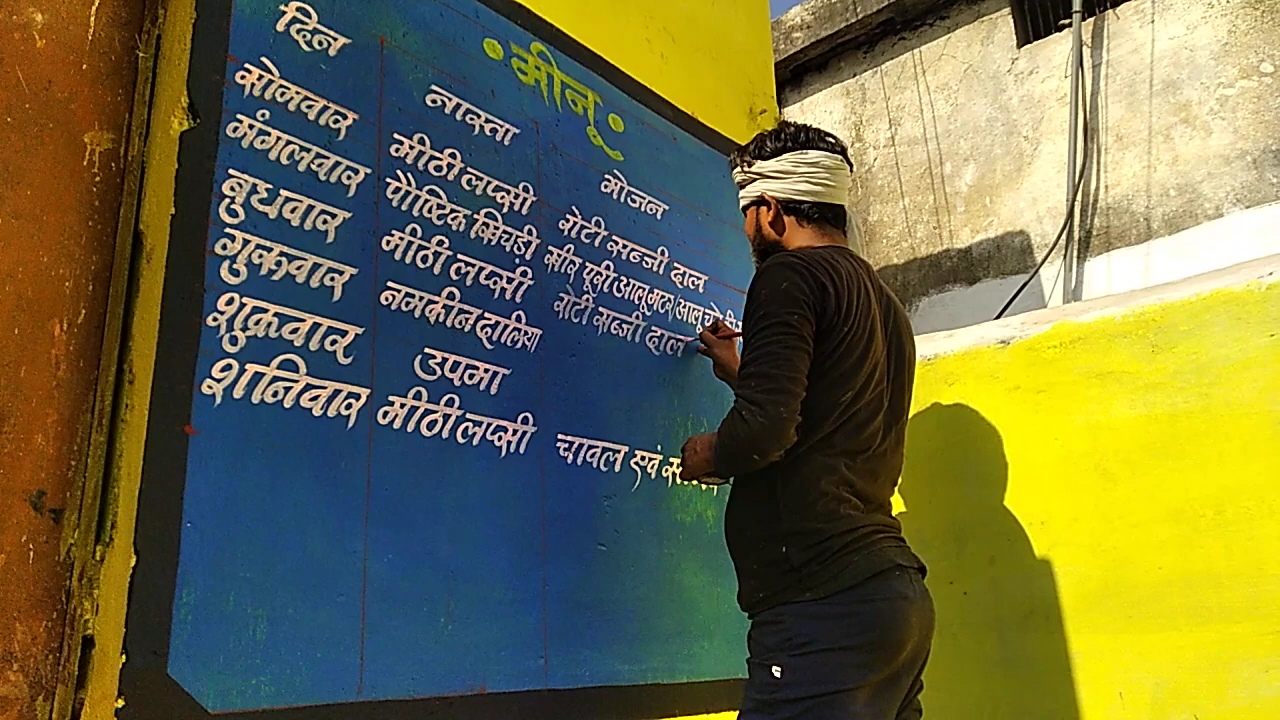 मीनू
दिन नास्ता भोजन
सोमवार मीठी लप्सी रोटी सब्जी दाल
मंगलवार पौष्टिक खिचड़ी खीर पूरी आलू मटर/आलू
बुधवार मीठी लप्सी रोटी सब्जी दाल
गुरुवार नमकीन दालिया
शुक्रवार उपमा
शनिवार मीठी लप्सी चावल एवं